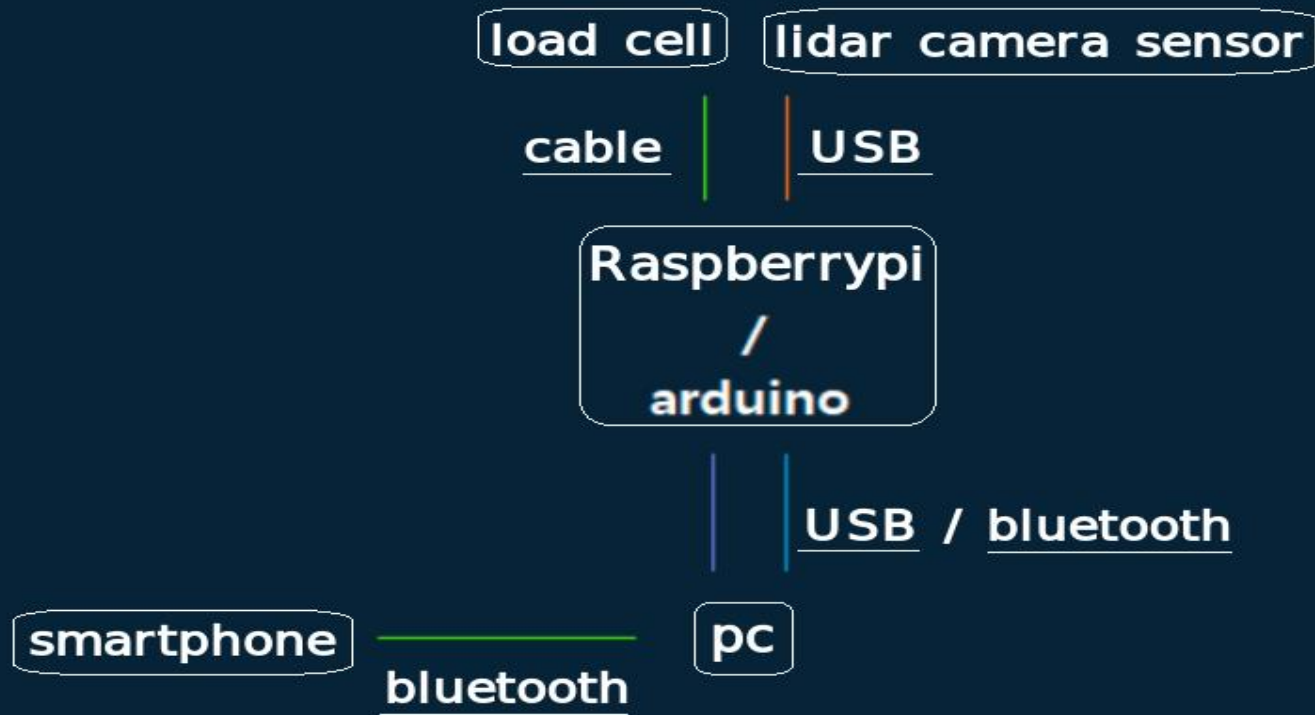 load cell
lidar camera sensor
cable
USB
Raspberrypi
/
arduino
USB / bluetooth
smartphone
pc
bluetooth